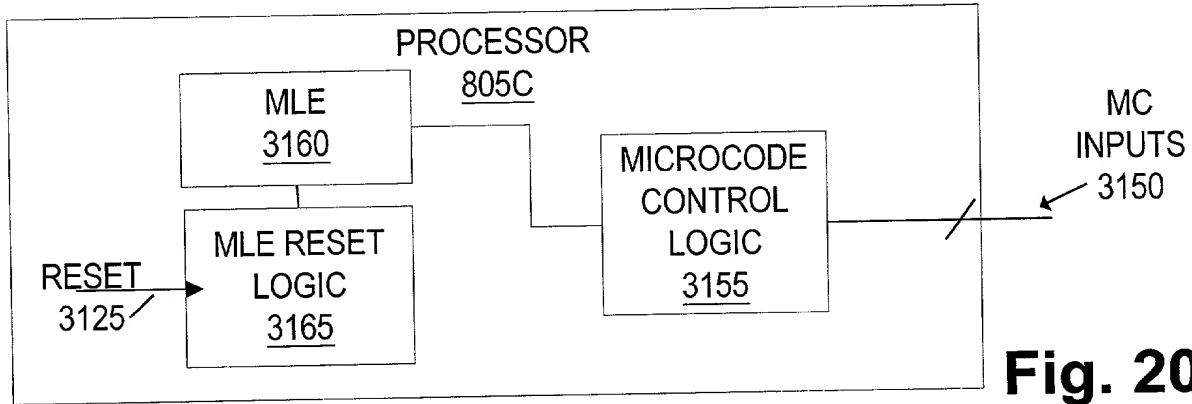 PROCESSOR
805C
MLE
3160
MICROCODE
CONTROL
LOGIC
3155
MC
INPUTS
3150
MLE RESET
LOGIC
3165
RESET
3125
Fig. 20